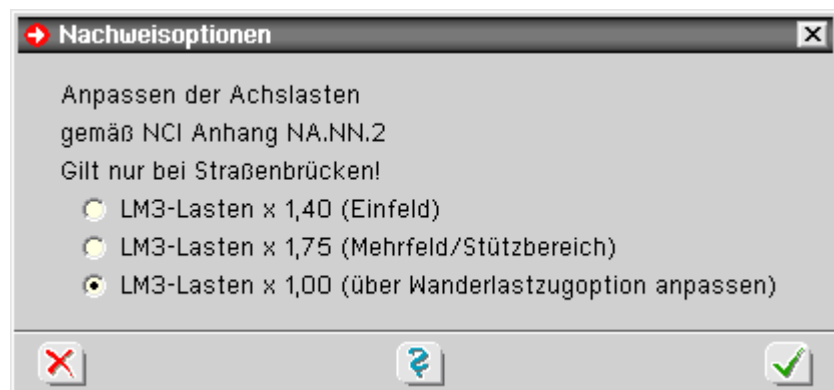 Nachweisoptionen
Anpassen der Achslasten
gemäß NCI Anhang NA.NN.2
Gilt nur bei Straßenbrücken!
LM3-Lasten x 1,40 (Einfeld)
LM3-Lasten x 1,75 (Mehrfeld/Stützbereich)
LM3-Lasten x 1,00 (über Wanderlastzugoption anpassen)